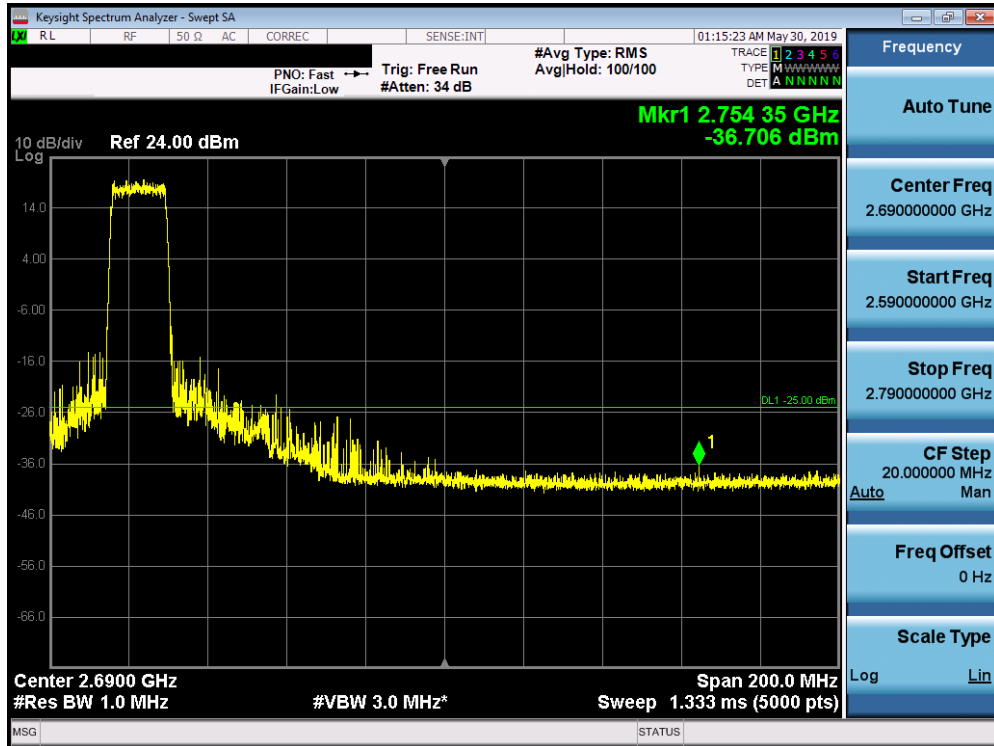 Keysight Spectrum Analyzer - Swept SA
LXI RL RF 50 Ω AC CORREC SENSE:INT 01:15:23 AM May 30, 2019
PNO: Fast
IFGain:Low
Trig: Free Run
#Atten: 34 dB
#Avg Type: RMS
Avg|Hold: 100/100
TRACE 1 2 3 4 5 6
TYPE M W W W W W
DET A N N N N N
Mkr1 2.754 35 GHz
-36.706 dBm
10 dB/div Ref 24.00 dBm
Log
14.0
4.00
-6.00
-16.0
-26.0
DL1 -25.00 dBm
-36.0
1
-46.0
-56.0
-66.0
Center 2.6900 GHz Span 200.0 MHz
#Res BW 1.0 MHz #VBW 3.0 MHz* Sweep 1.333 ms (5000 pts)
MSG STATUS
Frequency
Auto Tune
Center Freq
2.690000000 GHz
Start Freq
2.590000000 GHz
Stop Freq
2.790000000 GHz
CF Step
20.000000 MHz
Auto Man
Freq Offset
0 Hz
Scale Type
Log Lin